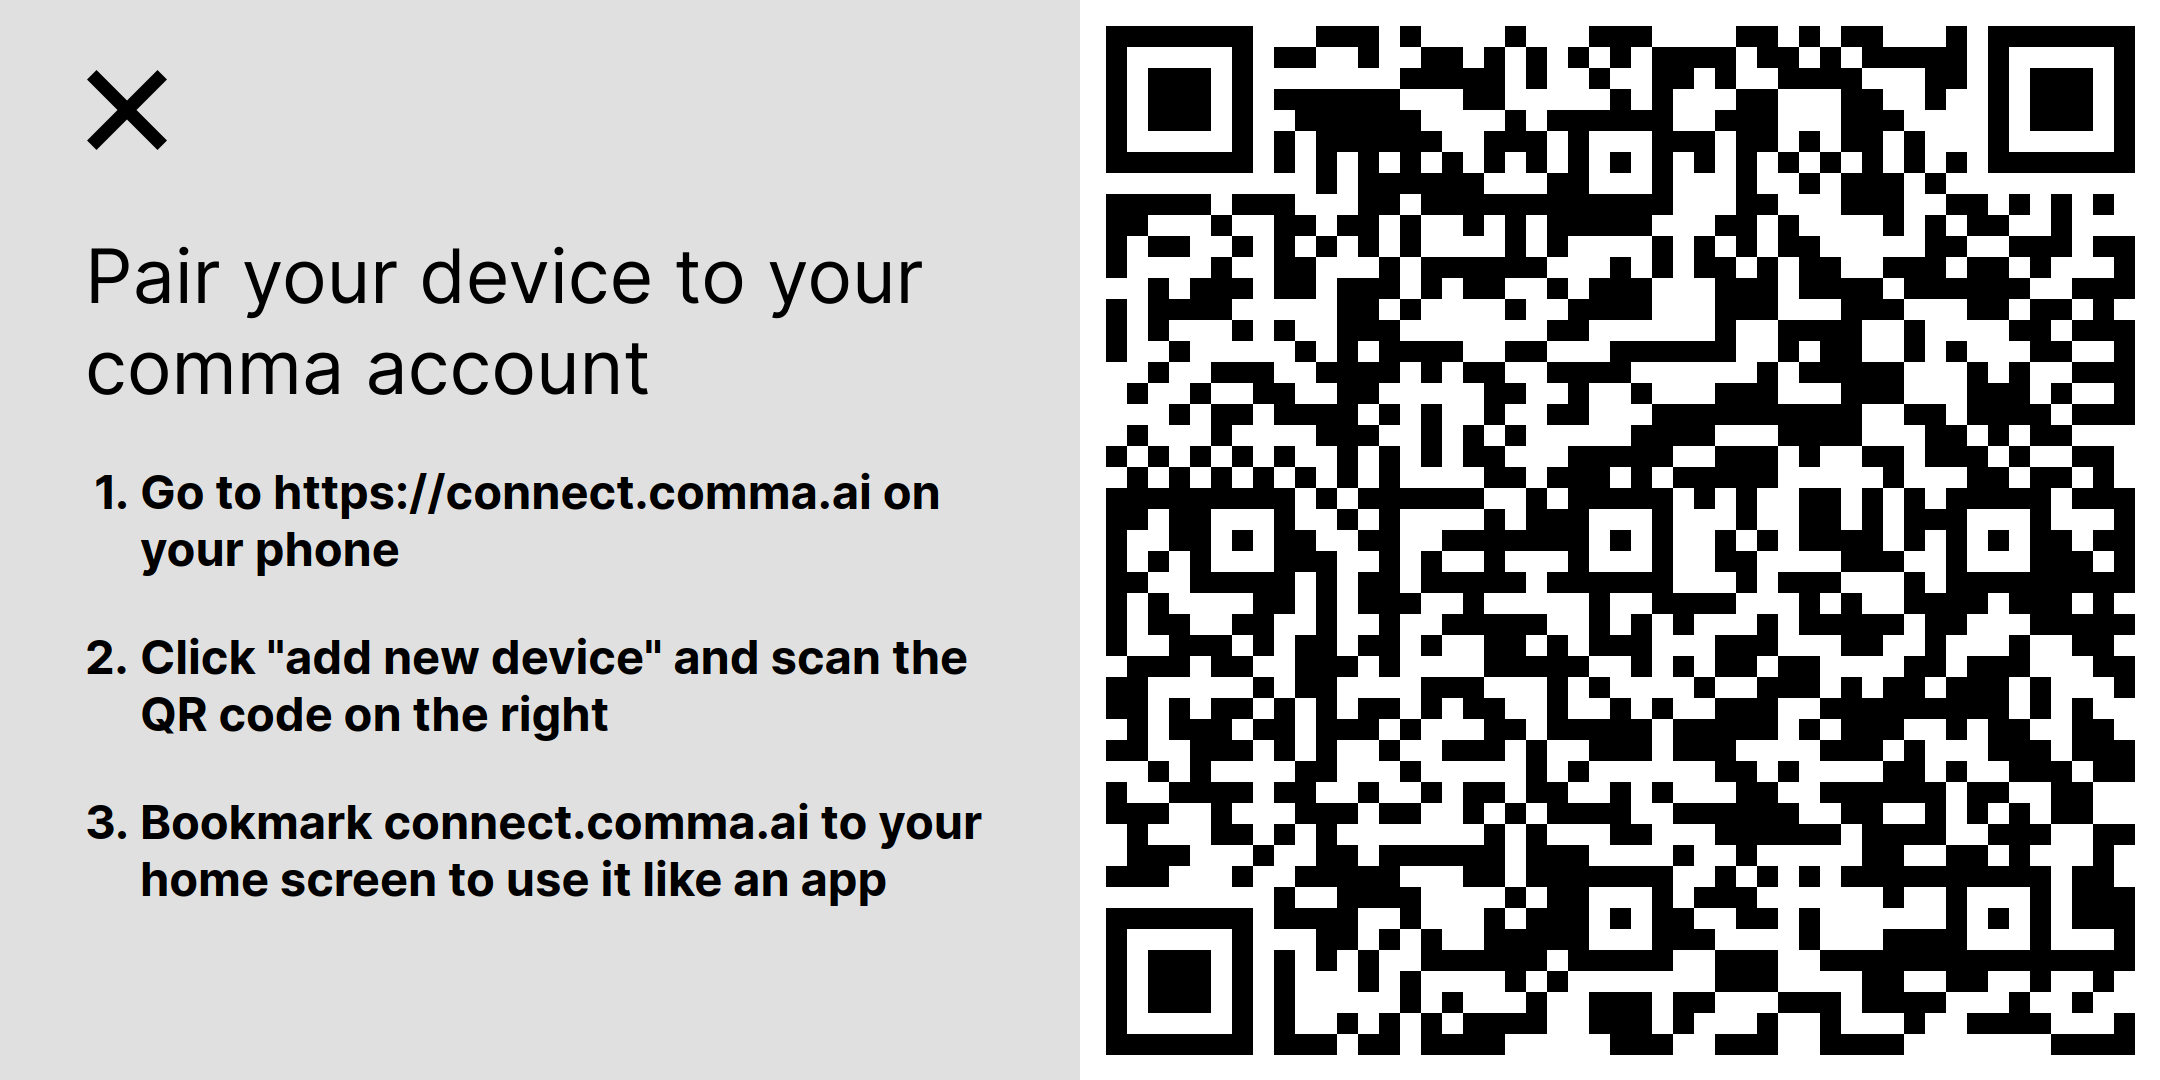 Pair your device to your
comma account
1. Go to https://connect.comma.ai on
your phone
2. Click "add new device" and scan the
QR code on the right
3. Bookmark connect.comma.ai to your
home screen to use it like an app